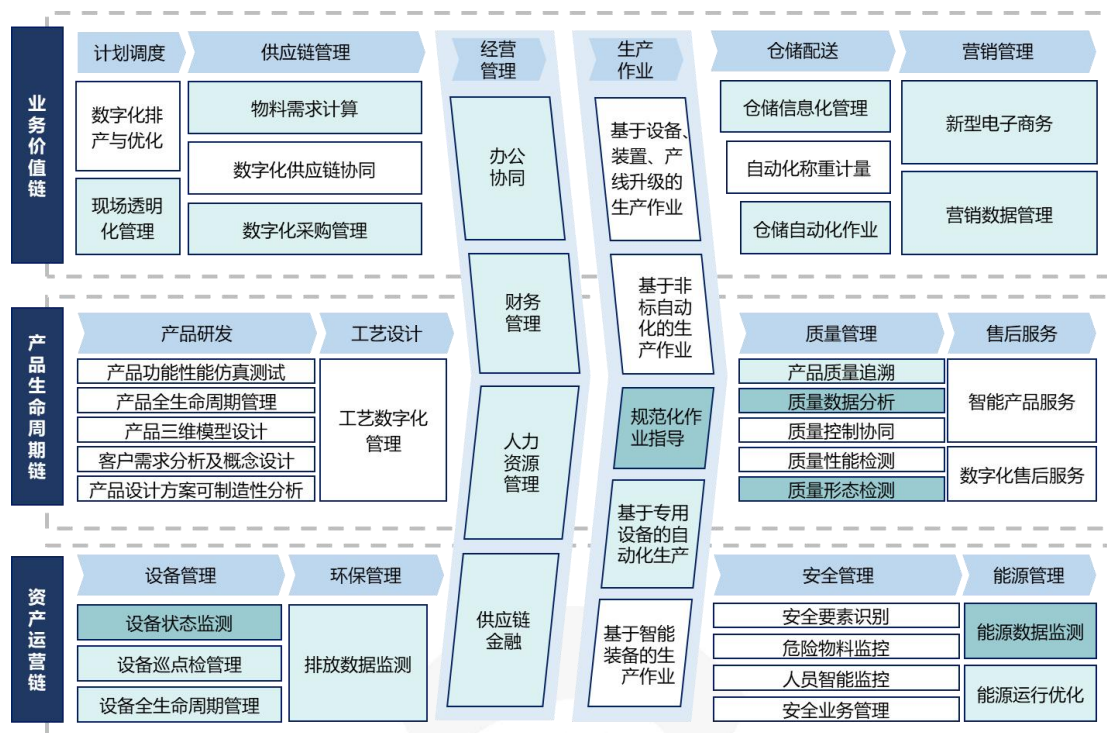 业务价值链
计划调度
数字化排
产与优化
现场透明
化管理
供应链管理
物料需求计算
数字化供应链协同
数字化采购管理
经营
管理
办公
协同
财务
管理
人力
资源
管理
供应链
金融
生产
作业
基于设备、
装置、产
线升级的
生产作业
基于非
标自动
化的生
产作业
规范化作
业指导
基于专用
设备的自
动化生产
基于智能
装备的生
产作业
仓储配送
仓储信息化管理
自动化称重计量
仓储自动化作业
营销管理
新型电子商务
营销数据管理
产品生命周期链
产品研发
产品功能性能仿真测试
产品全生命周期管理
产品三维模型设计
客户需求分析及概念设计
产品设计方案可制造性分析
工艺设计
工艺数字化
管理
质量管理
产品质量追溯
质量数据分析
质量控制协同
质量性能检测
质量形态检测
售后服务
智能产品服务
数字化售后服务
资产运营链
设备管理
设备状态监测
设备巡点检管理
设备全生命周期管理
环保管理
排放数据监测
安全管理
安全要素识别
危险物料监控
人员智能监控
安全业务管理
能源管理
能源数据监测
能源运行优化